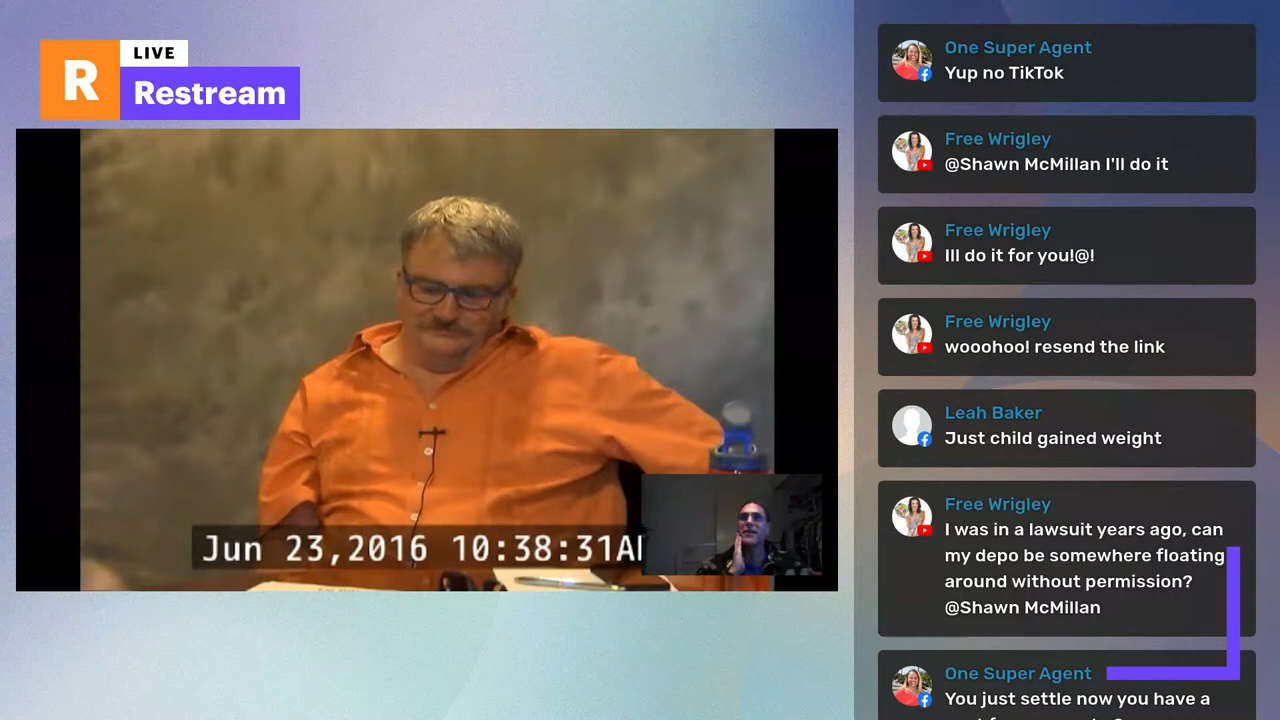 R
LIVE
Restream
Jun 23,2016 10:38:31A
One Super Agent
Yup no TikTok
Free Wrigley
@Shawn McMillan I'll do it
Free Wrigley
Ill do it for you!@!
Free Wrigley
wooohoo! resend the link
Leah Baker
Just child gained weight
Free Wrigley
I was in a lawsuit years ago, can
my depo be somewhere floating
around without permission?
@Shawn McMillan
One Super Agent
You just settle now you have a